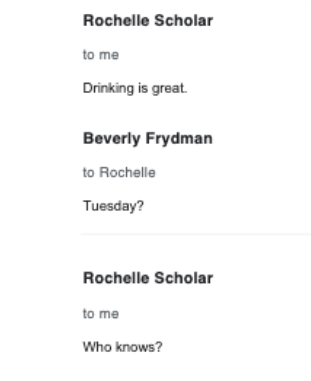 Rochelle Scholar
to me
Drinking is great.
Beverly Frydman
to Rochelle
Tuesday?
Rochelle Scholar
to me
Who knows?